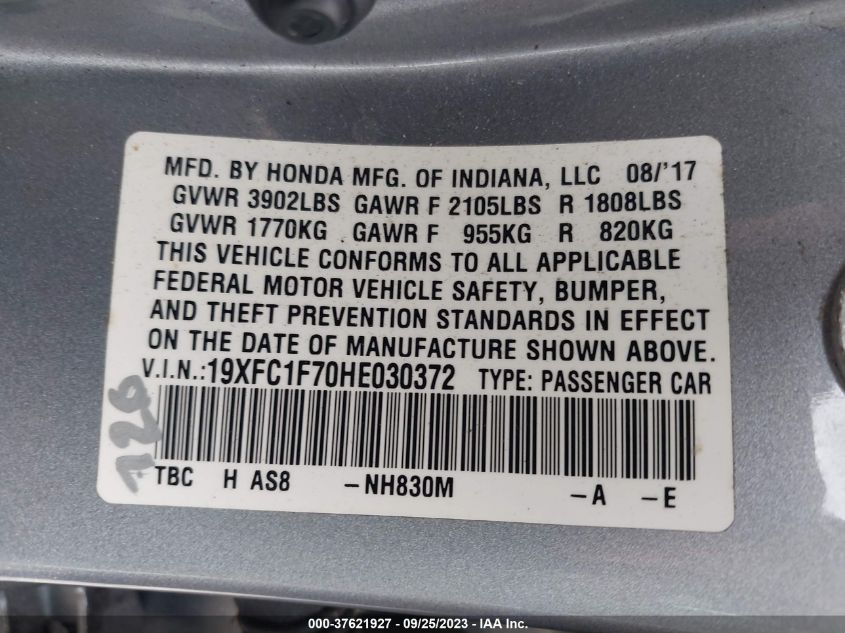 MFD. BY HONDA MFG. OF INDIANA, LLC 08/'17
GVWR 3902LBS GAWR F 2105LBS R 1808LBS
GVWR 1770KG GAWR F 955KG R 820KG
THIS VEHICLE CONFORMS TO ALL APPLICABLE
FEDERAL MOTOR VEHICLE SAFETY, BUMPER,
AND THEFT PREVENTION STANDARDS IN EFFECT
ON THE DATE OF MANUFACTURE SHOWN ABOVE.
V.I.N.:19XFC1F70HE030372 TYPE: PASSENGER CAR
126
TBC H AS8 -NH830M -A -E
000-37621927 - 09/25/2023 - © IAA, Inc.